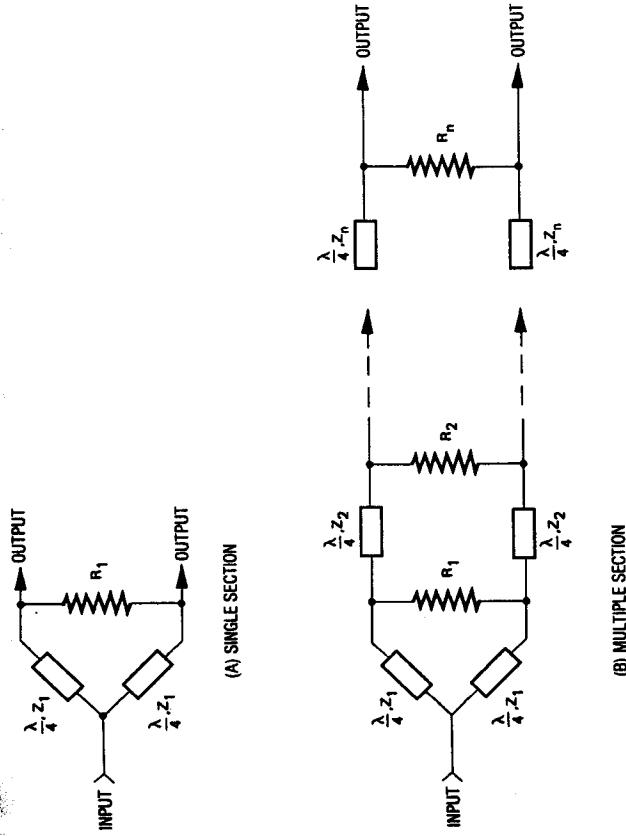 INPUT
λ/4, Z1
λ/4, Z1
R1
OUTPUT
OUTPUT
(A) SINGLE SECTION
INPUT
λ/4, Z1
λ/4, Z1
R1
λ/4, Z2
λ/4, Z2
R2
λ/4, Zn
λ/4, Zn
Rn
OUTPUT
OUTPUT
(B) MULTIPLE SECTION